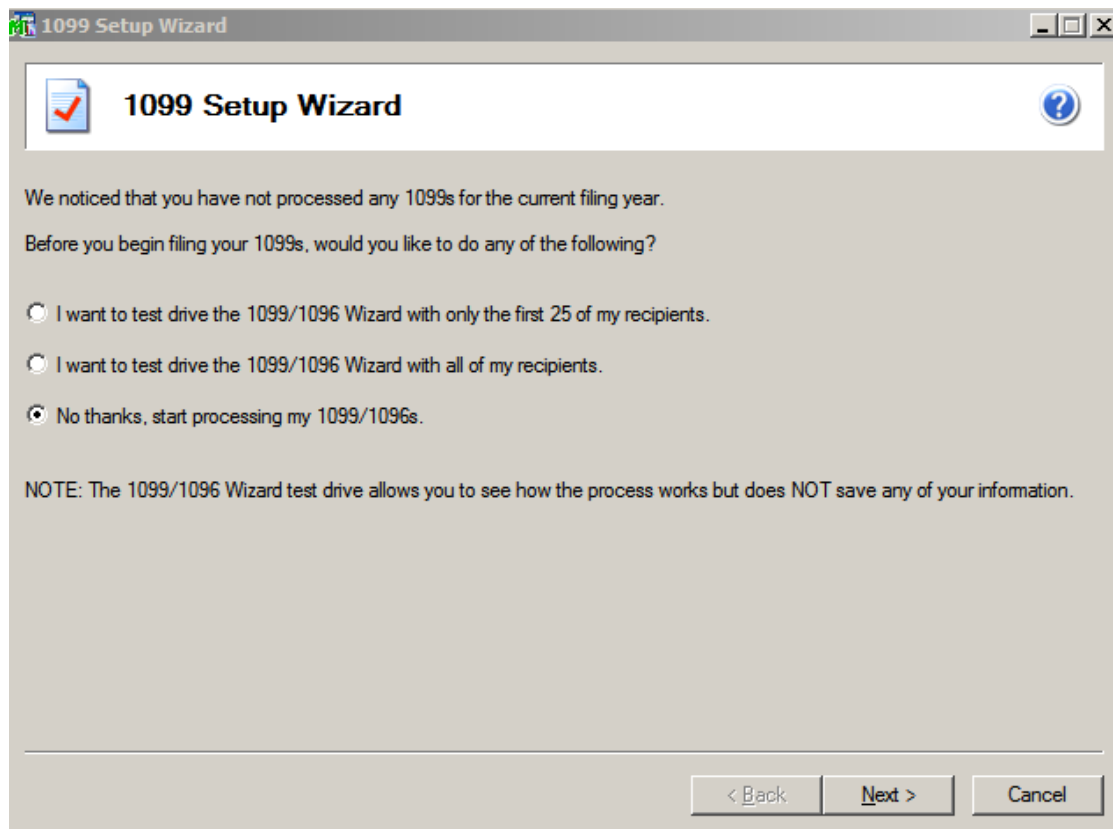 1099 Setup Wizard
1099 Setup Wizard
We noticed that you have not processed any 1099s for the current filing year.
Before you begin filing your 1099s, would you like to do any of the following?
I want to test drive the 1099/1096 Wizard with only the first 25 of my recipients.
I want to test drive the 1099/1096 Wizard with all of my recipients.
No thanks, start processing my 1099/1096s.
NOTE: The 1099/1096 Wizard test drive allows you to see how the process works but does NOT save any of your information.
< Back Next > Cancel